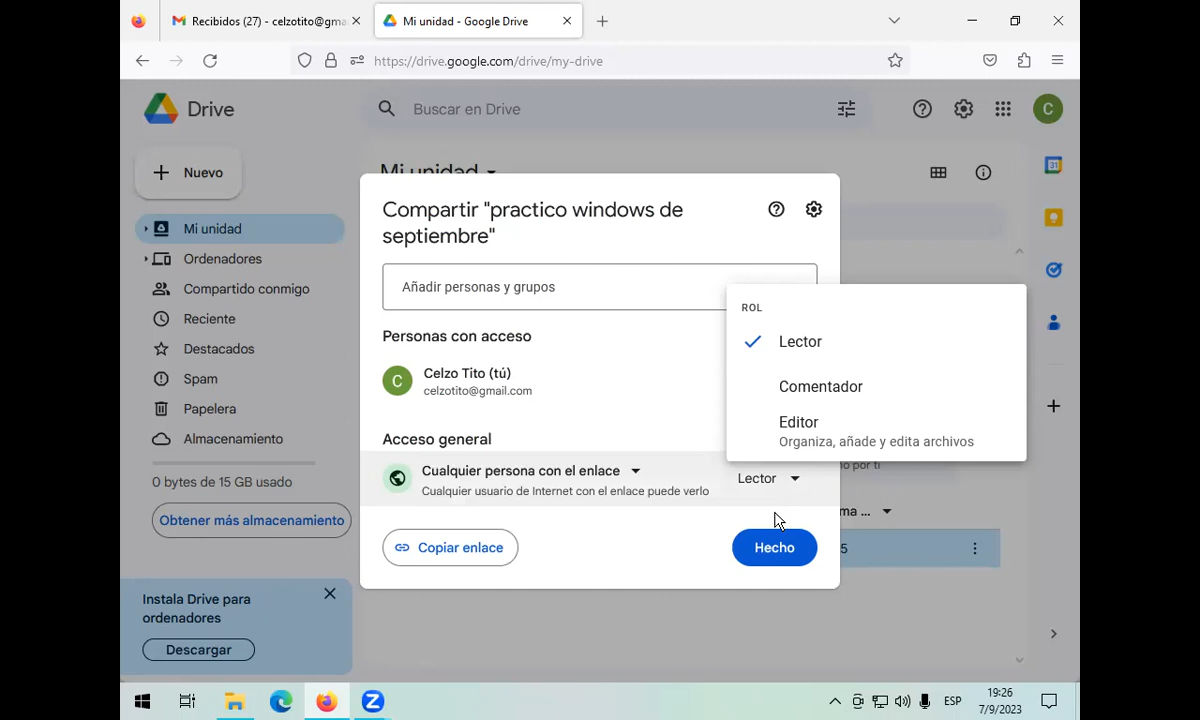 Recibidos (27) - celzotito@gma
Mi unidad - Google Drive
https://drive.google.com/drive/my-drive
Drive
Buscar en Drive
C
Nuevo
Mi unidad
31
Mi unidad
Ordenadores
Compartido conmigo
Reciente
Destacados
Spam
Papelera
Almacenamiento
0 bytes de 15 GB usado
Obtener más almacenamiento
Instala Drive para
ordenadores
Descargar
Compartir "practico windows de
septiembre"
Añadir personas y grupos
Personas con acceso
C
Celzo Tito (tú)
celzotito@gmail.com
Acceso general
Cualquier persona con el enlace
Cualquier usuario de Internet con el enlace puede verlo
Lector
Copiar enlace
Hecho
ROL
Lector
Comentador
Editor
Organiza, añade y edita archivos
por ti
ma ...
5
ESP
19:26
7/9/2023